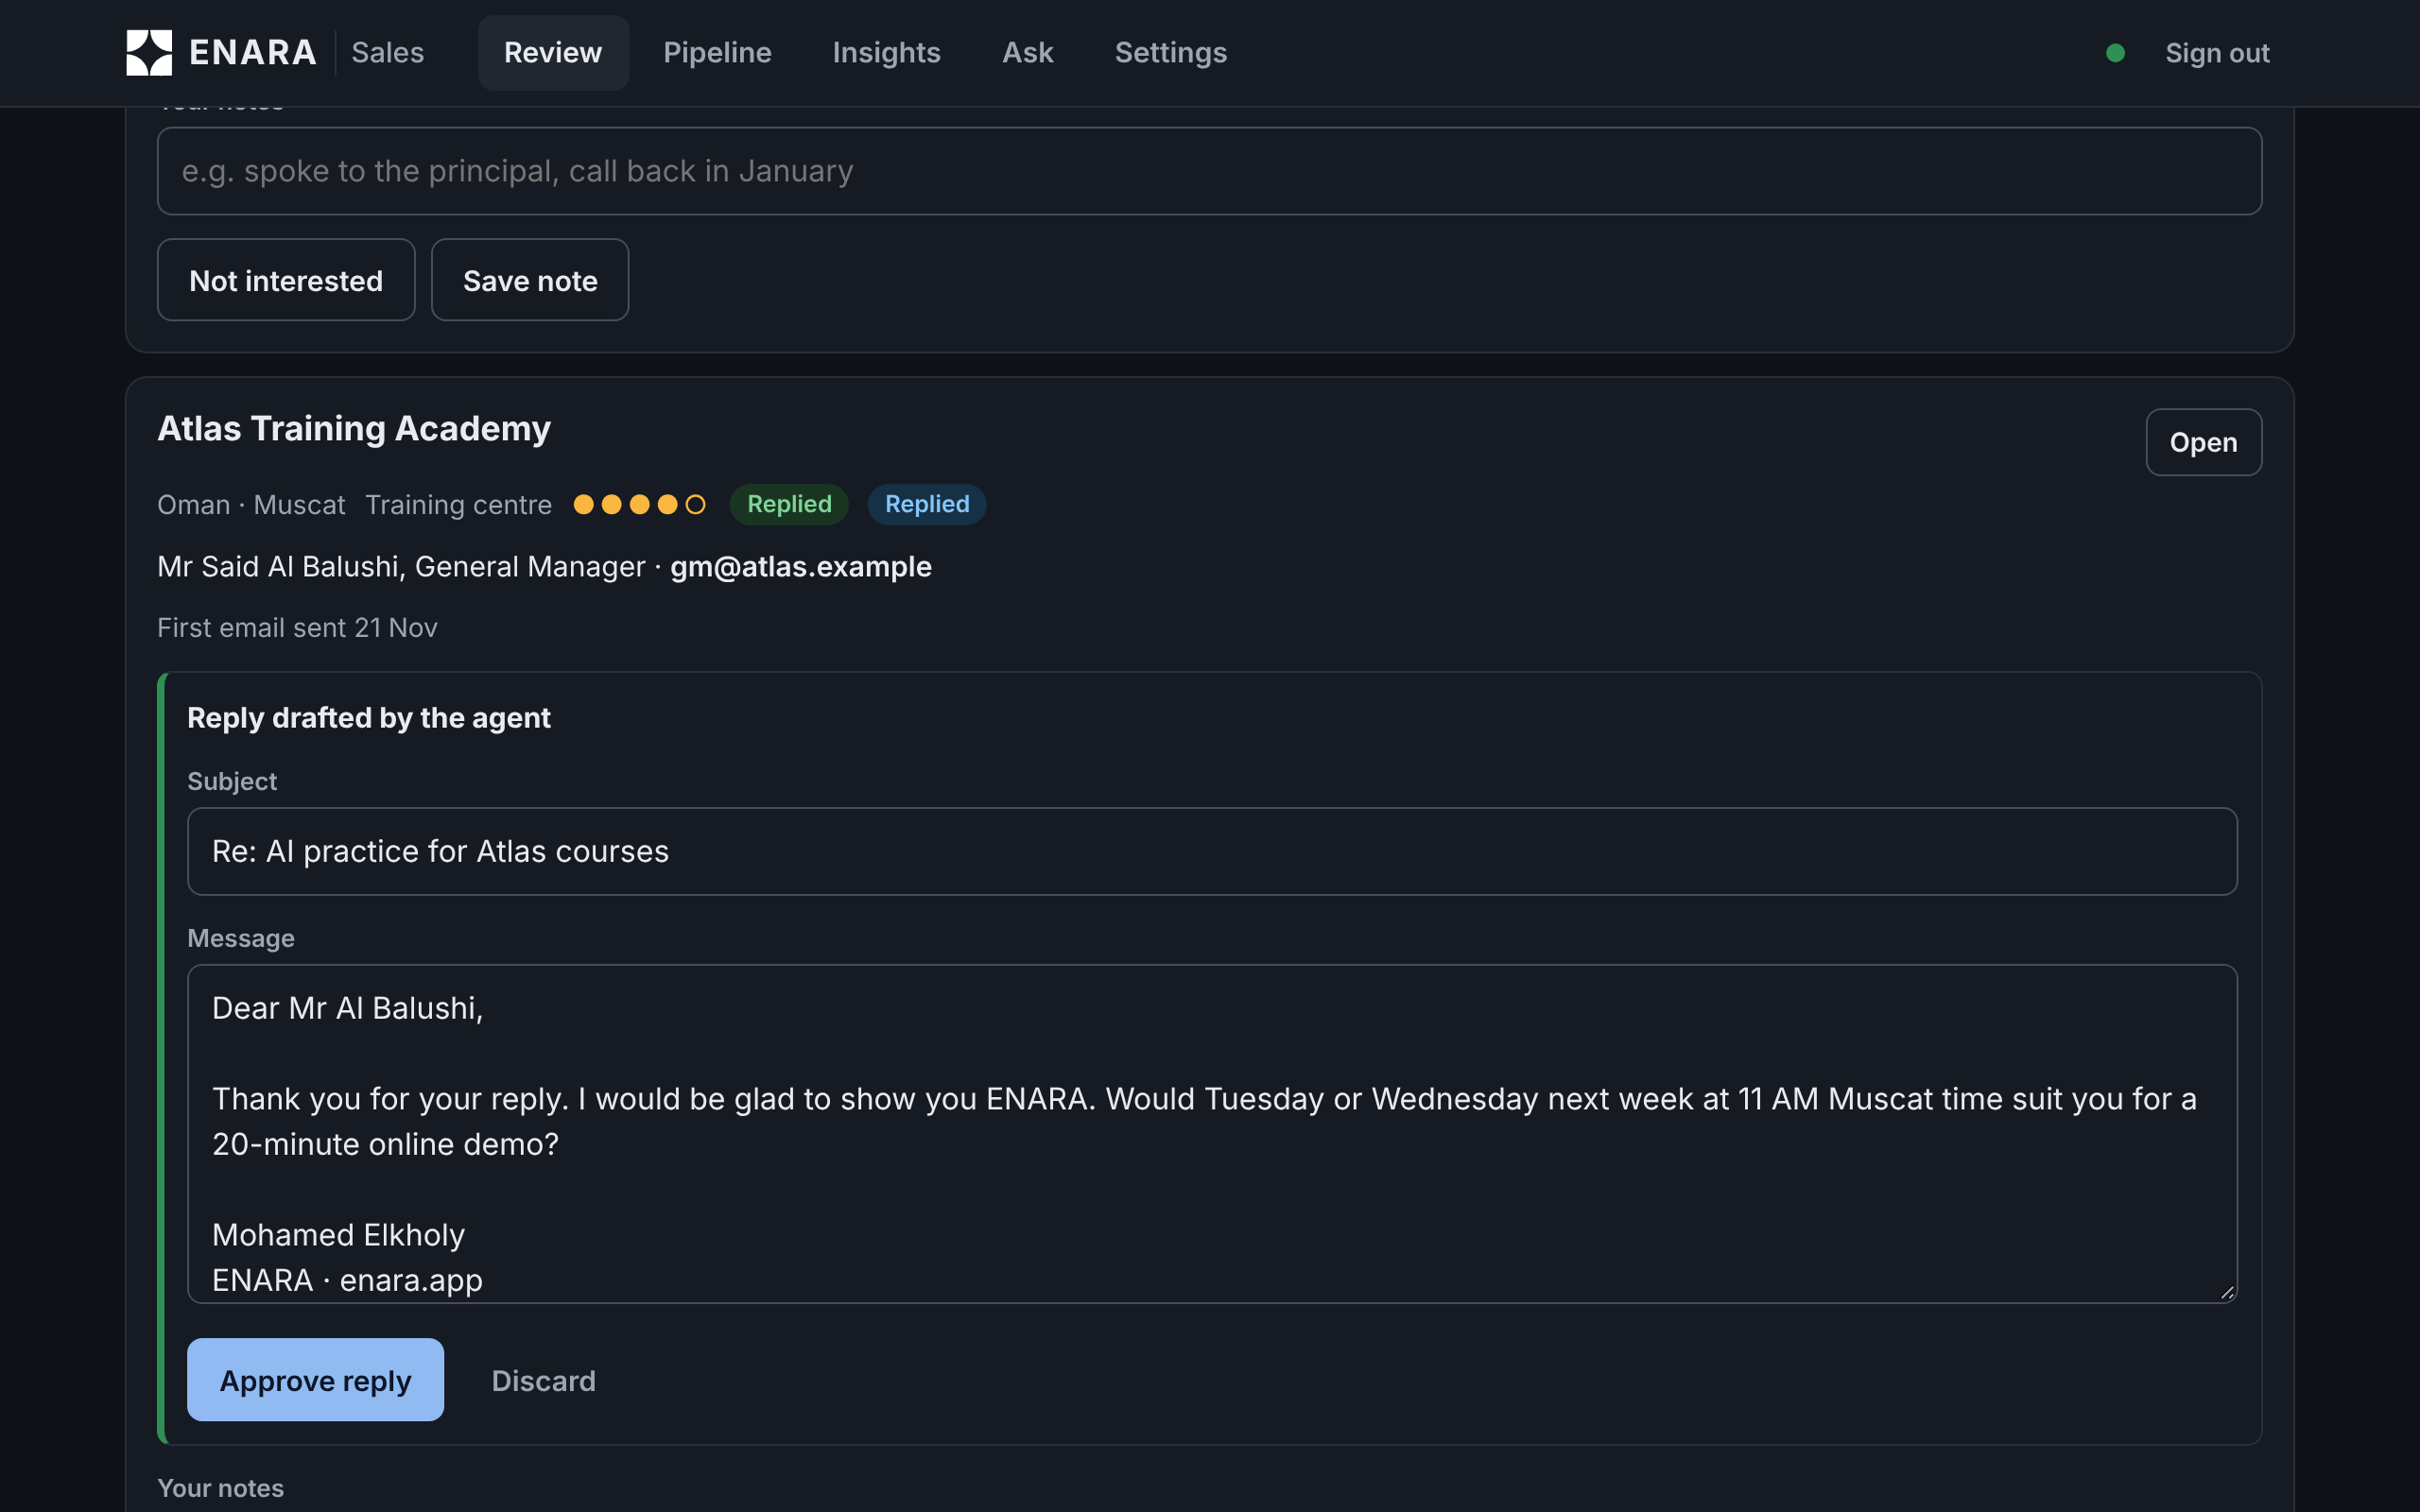 ENARA Sales Review Pipeline Insights Ask Settings Sign out
Your notes
e.g. spoke to the principal, call back in January
Not interested Save note
Atlas Training Academy
Open
Oman · Muscat Training centre Replied Replied
Mr Said Al Balushi, General Manager · gm@atlas.example
First email sent 21 Nov
Reply drafted by the agent
Subject
Re: AI practice for Atlas courses
Message
Dear Mr Al Balushi,
Thank you for your reply. I would be glad to show you ENARA. Would Tuesday or Wednesday next week at 11 AM Muscat time suit you for a
20-minute online demo?
Mohamed Elkholy
ENARA · enara.app
Approve reply Discard
Your notes